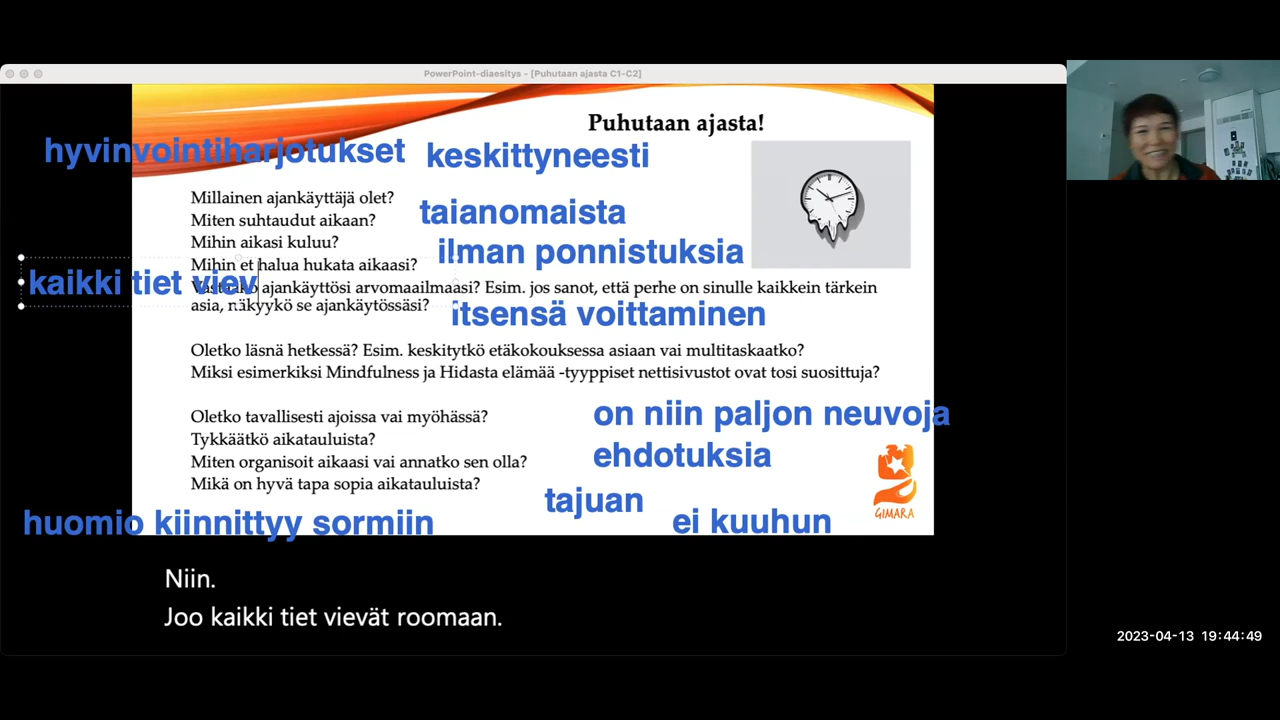 PowerPoint-diaesitys - [Puhutaan ajasta C1-C2]
Puhutaan ajasta!
hyvinvointiharjotukset
keskittyneesti
Millainen ajankäyttäjä olet?
Miten suhtaudut aikaan?
taianomaista
Mihin aikasi kuluu?
ilman ponnistuksia
Mihin et halua hukata aikaasi?
kaikki tiet viev
Vastaako ajankäyttösi arvomaailmaasi? Esim. jos sanot, että perhe on sinulle kaikkein tärkein
asia, näkyykö se ajankäytössäsi?
itsensä voittaminen
Oletko läsnä hetkessä? Esim. keskitytkö etäkokouksessa asiaan vai multitaskaatko?
Miksi esimerkiksi Mindfulness ja Hidasta elämää -tyyppiset nettisivustot ovat tosi suosittuja?
Oletko tavallisesti ajoissa vai myöhässä?
on niin paljon neuvoja
Tykkäätkö aikatauluista?
ehdotuksia
Miten organisoit aikaasi vai annatko sen olla?
Mikä on hyvä tapa sopia aikatauluista?
tajuan
GIMARA
huomio kiinnittyy sormiin
ei kuuhun
Niin.
Joo kaikki tiet vievät roomaan.
2023-04-13 19:44:49